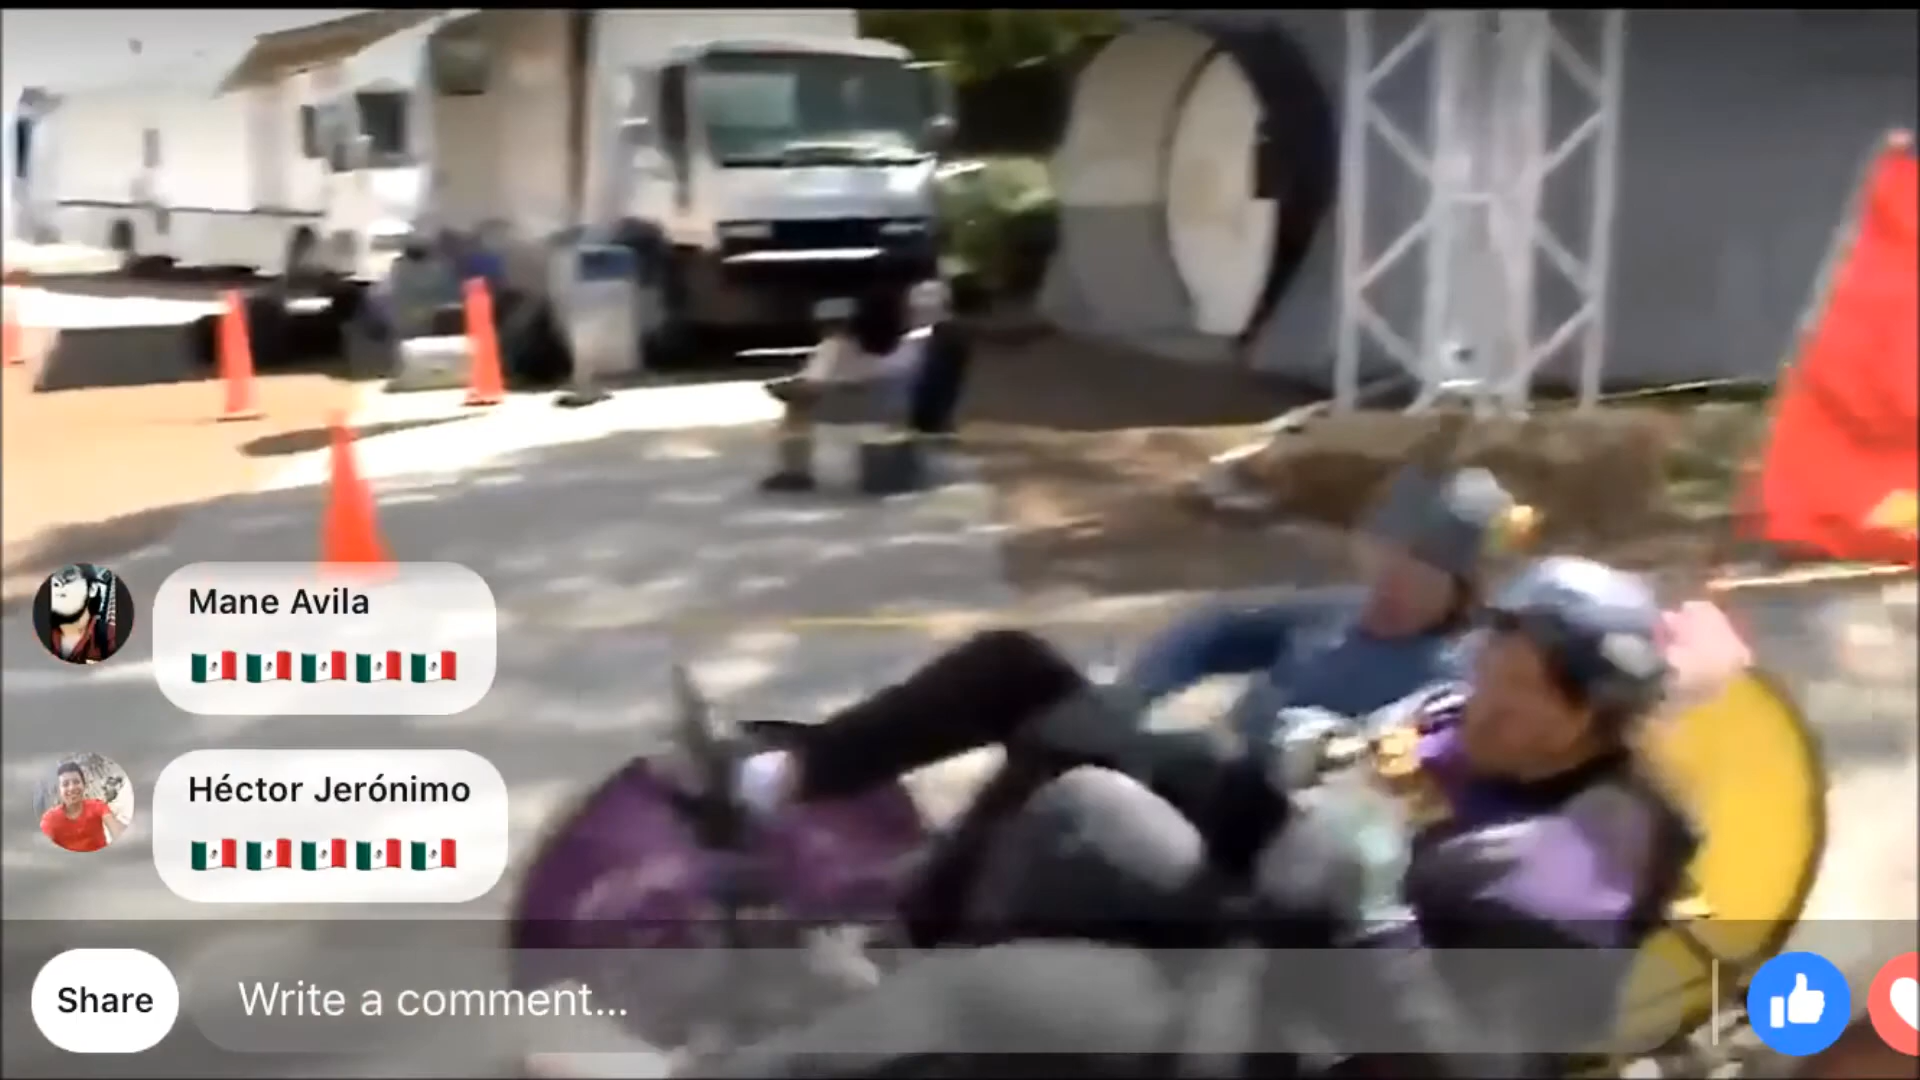 Mane Avila
🇲🇽🇲🇽🇲🇽🇲🇽🇲🇽
Héctor Jerónimo
🇲🇽🇲🇽🇲🇽🇲🇽🇲🇽
Share
Write a comment...